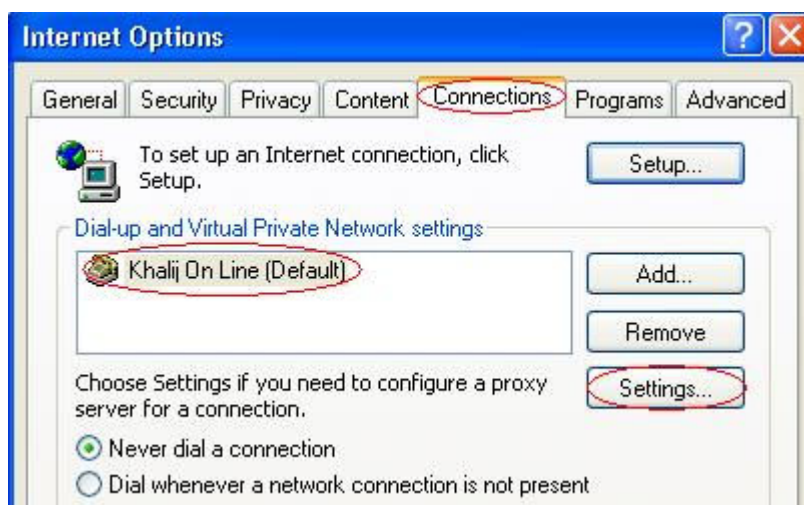 Internet Options
General Security Privacy Content Connections Programs Advanced
To set up an Internet connection, click
Setup.
Setup...
Dial-up and Virtual Private Network settings
Khalij On Line (Default)
Add...
Remove
Choose Settings if you need to configure a proxy
server for a connection.
Settings...
Never dial a connection
Dial whenever a network connection is not present